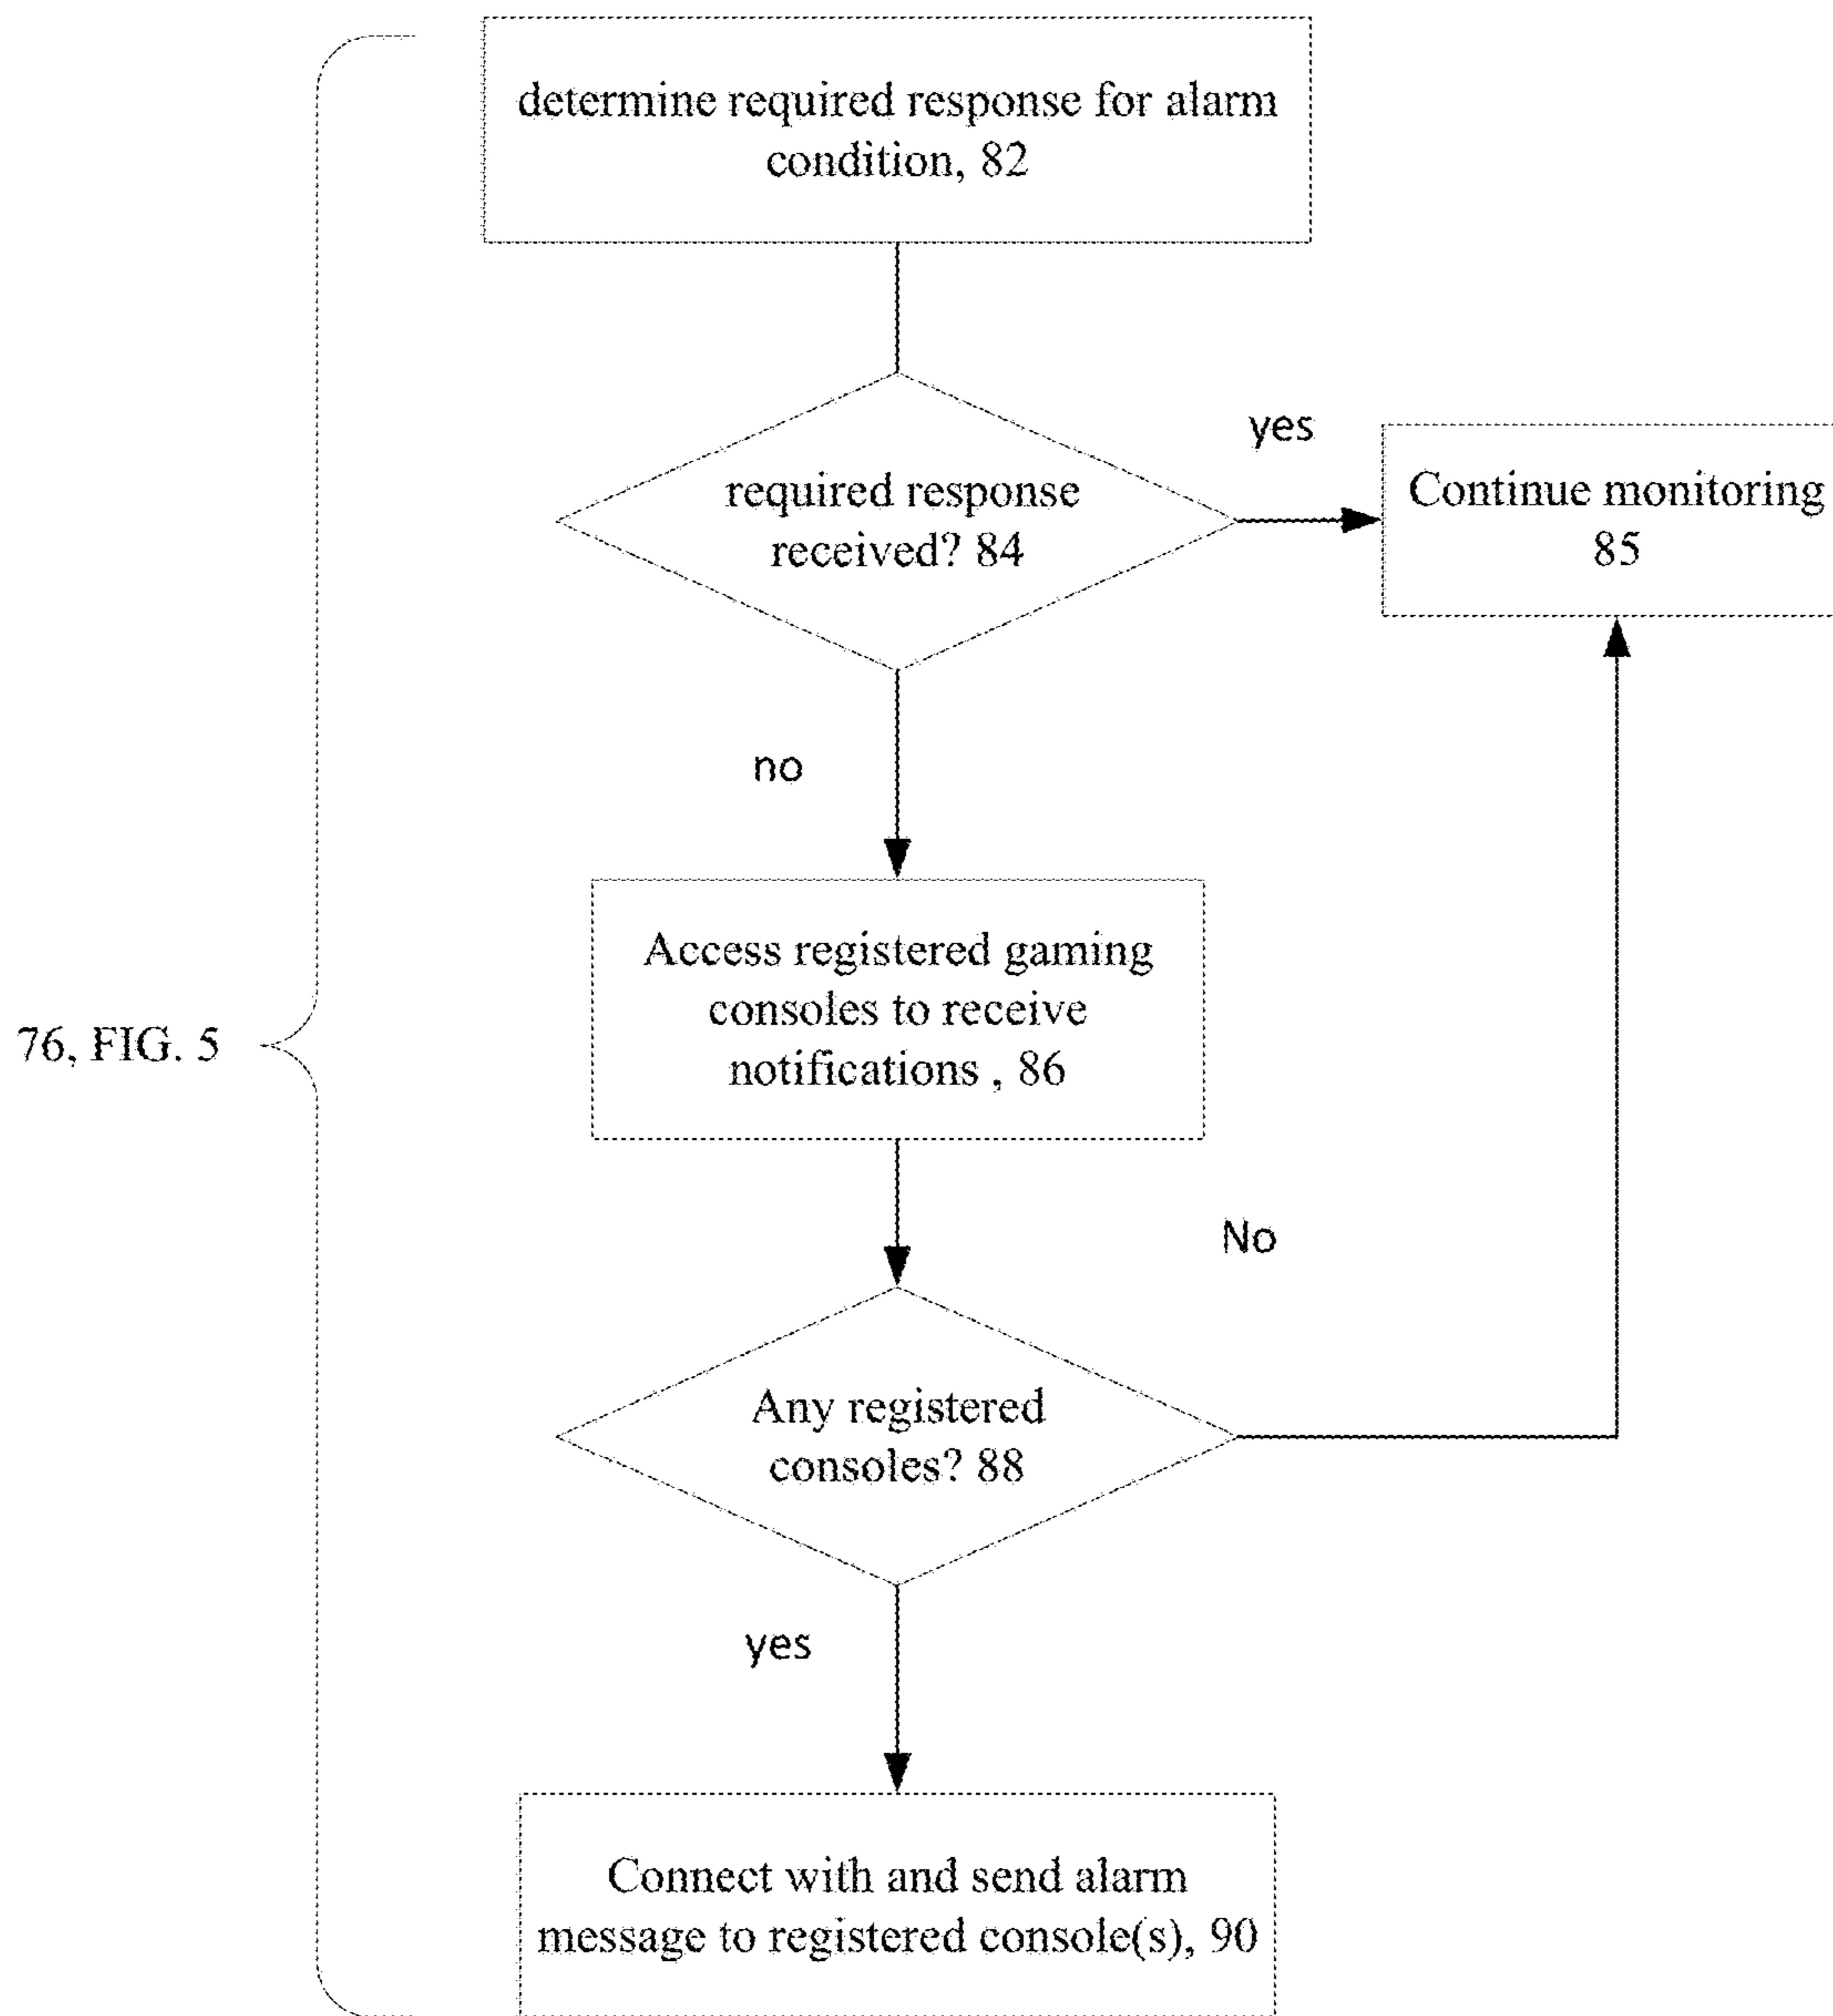 determine required response for alarm
condition, 82
yes
required response
received? 84
Continue monitoring
85
no
Access registered gaming
consoles to receive
notifications , 86
76, FIG. 5
No
Any registered
consoles? 88
yes
Connect with and send alarm
message to registered console(s), 90